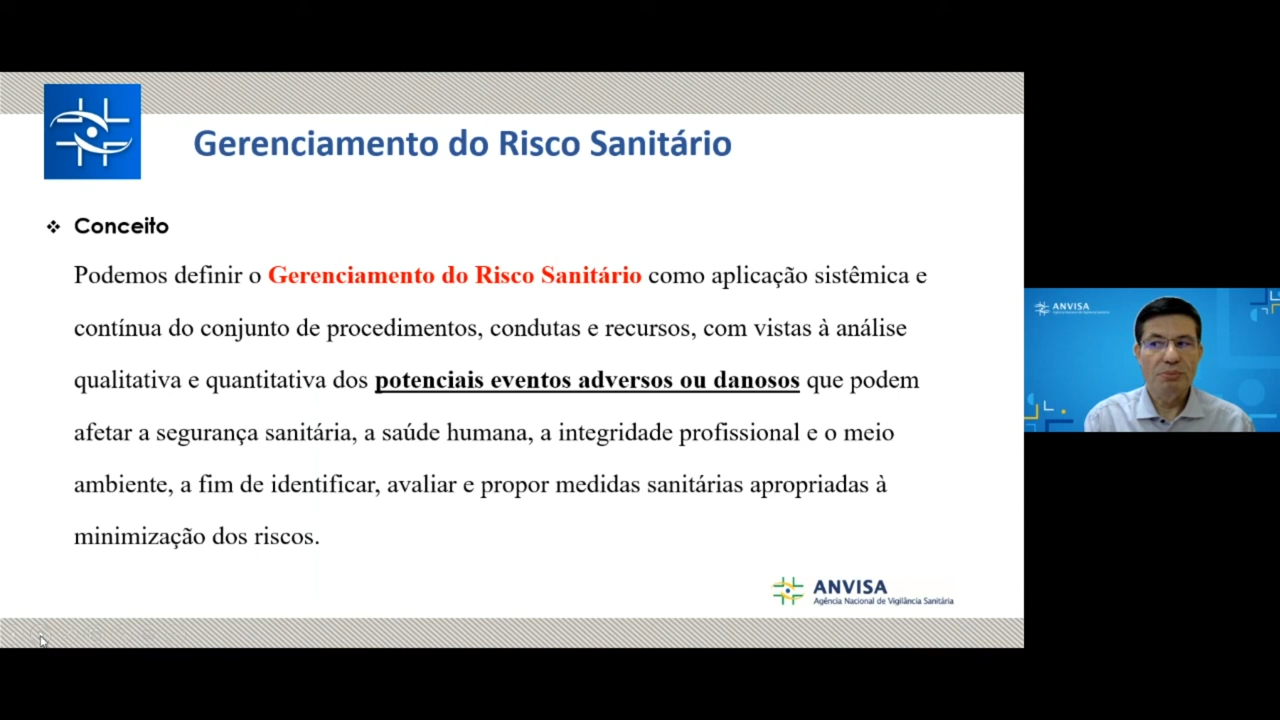 Gerenciamento do Risco Sanitário
❖ Conceito
Podemos definir o Gerenciamento do Risco Sanitário como aplicação sistêmica e
contínua do conjunto de procedimentos, condutas e recursos, com vistas à análise
qualitativa e quantitativa dos potenciais eventos adversos ou danosos que podem
afetar a segurança sanitária, a saúde humana, a integridade profissional e o meio
ambiente, a fim de identificar, avaliar e propor medidas sanitárias apropriadas à
minimização dos riscos.
ANVISA
Agência Nacional de Vigilância Sanitária
ANVISA